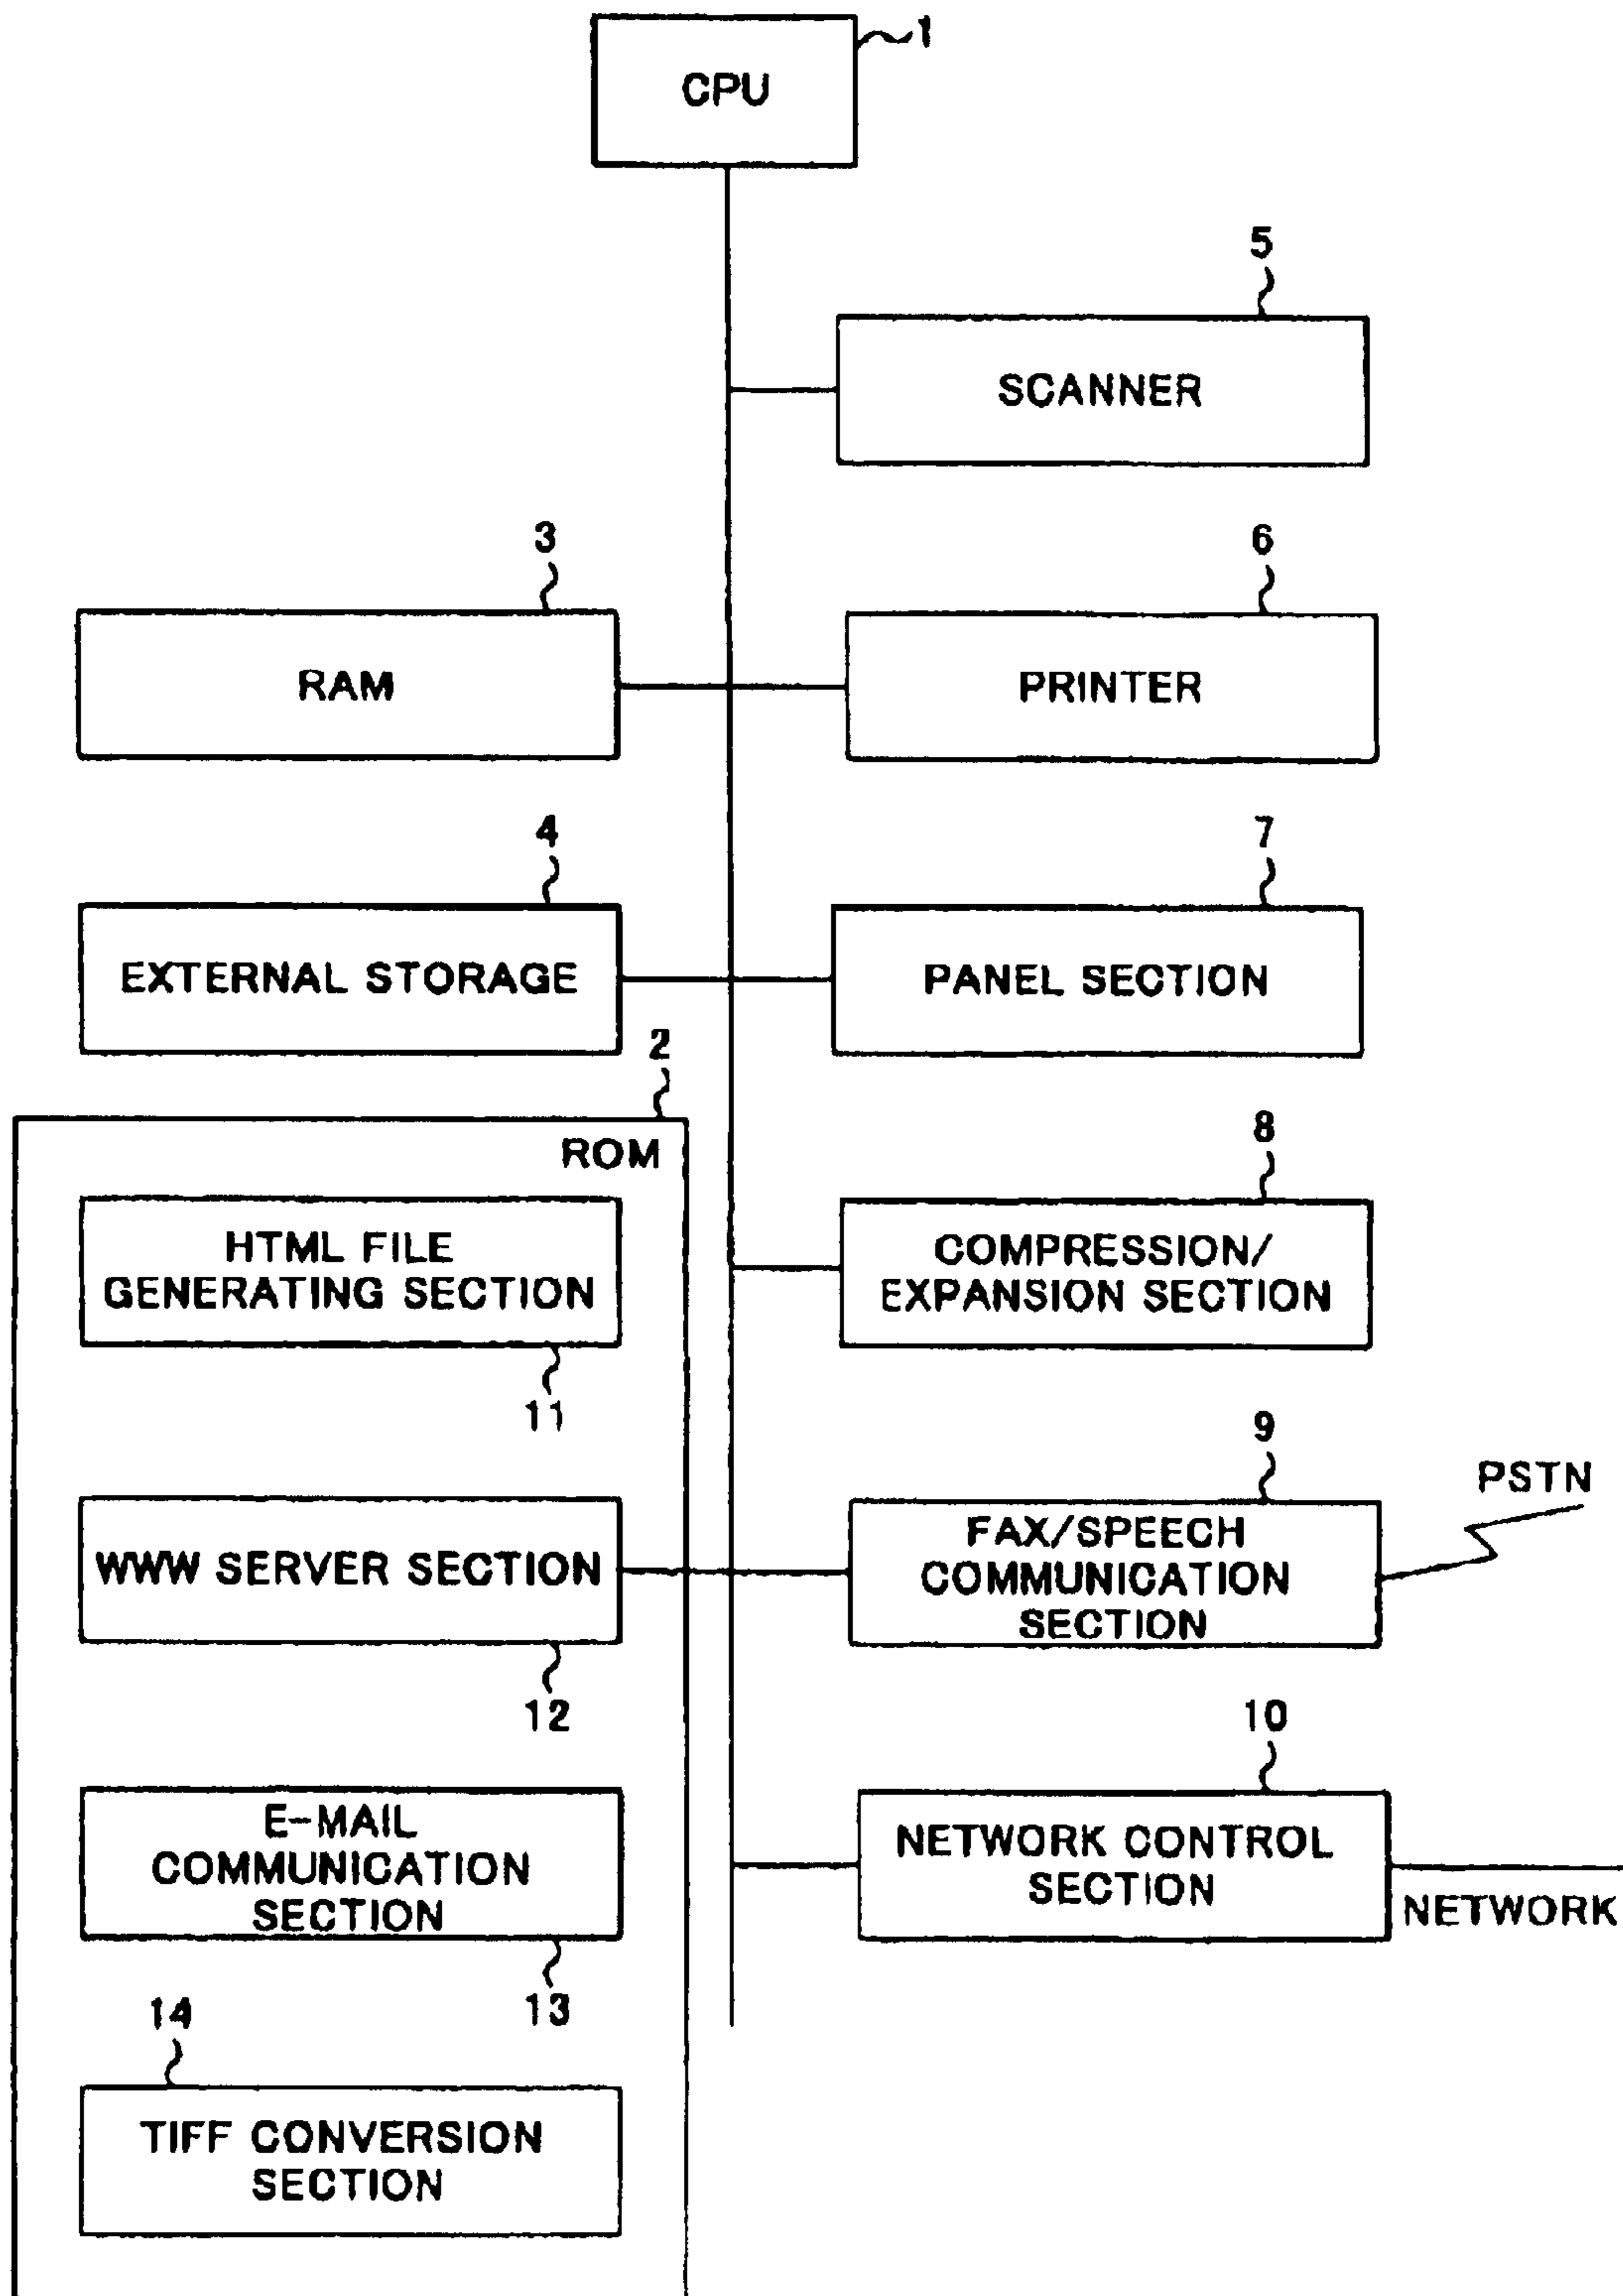 1
CPU
5
SCANNER
3
RAM
6
PRINTER
4
EXTERNAL STORAGE
7
PANEL SECTION
2
ROM
HTML FILE
GENERATING SECTION
11
8
COMPRESSION/
EXPANSION SECTION
WWW SERVER SECTION
12
9
FAX/SPEECH
COMMUNICATION
SECTION
PSTN
E-MAIL
COMMUNICATION
SECTION
13
10
NETWORK CONTROL
SECTION
NETWORK
14
TIFF CONVERSION
SECTION